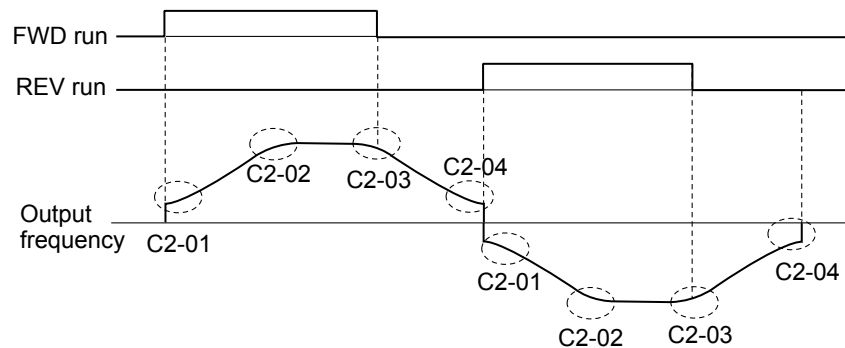 FWD run
REV run
C2-02
C2-03
C2-04
Output
frequency
C2-01
C2-01
C2-04
C2-02
C2-03